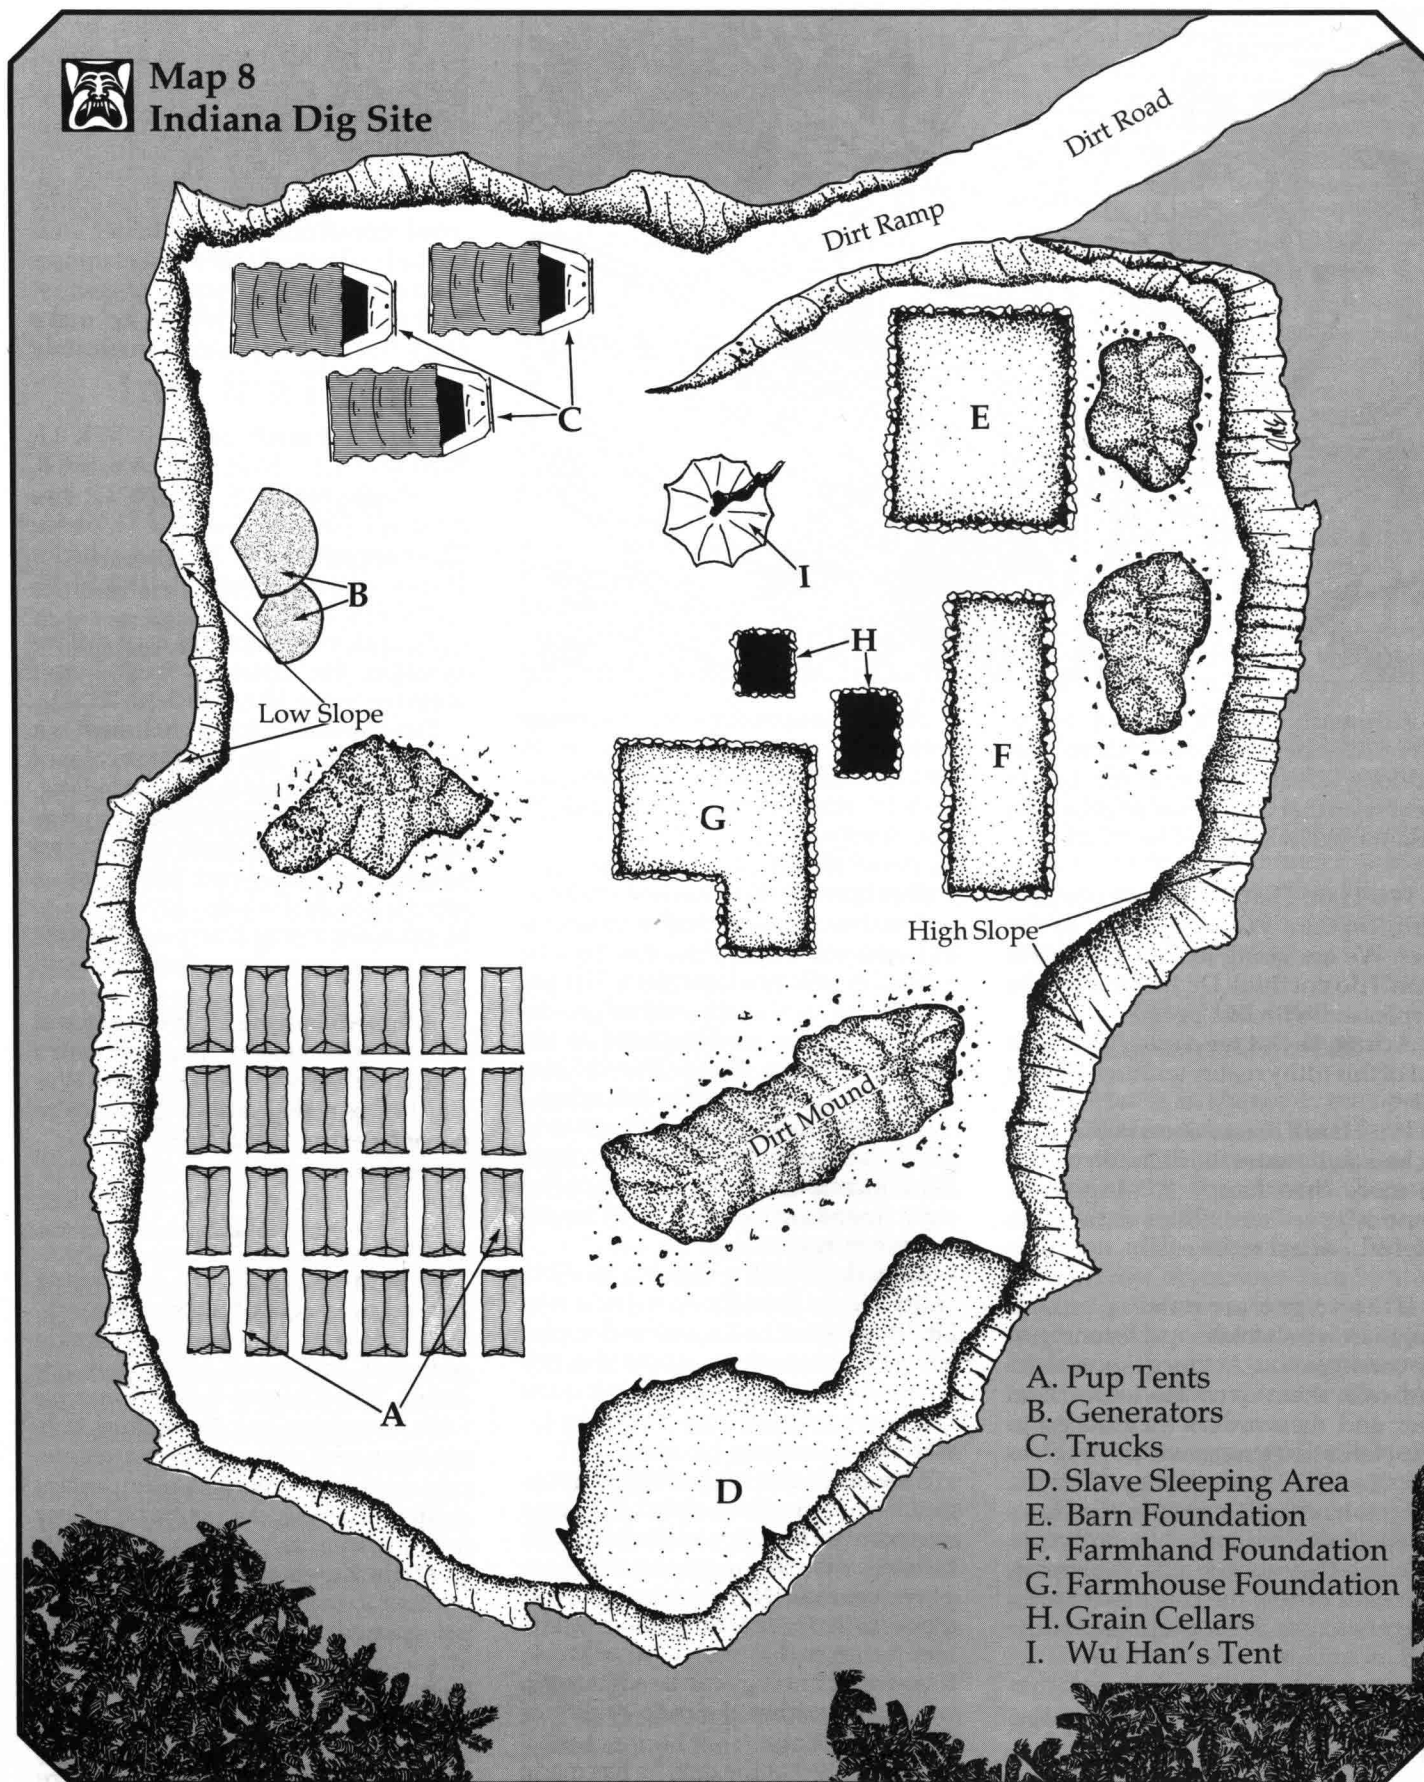 Map 8
Indiana Dig Site
Dirt Road
Dirt Ramp
C
E
I
B
H
Low Slope
F
G
High Slope
Dirt Mound
A
D
A. Pup Tents
B. Generators
C. Trucks
D. Slave Sleeping Area
E. Barn Foundation
F. Farmhand Foundation
G. Farmhouse Foundation
H. Grain Cellars
I. Wu Han's Tent